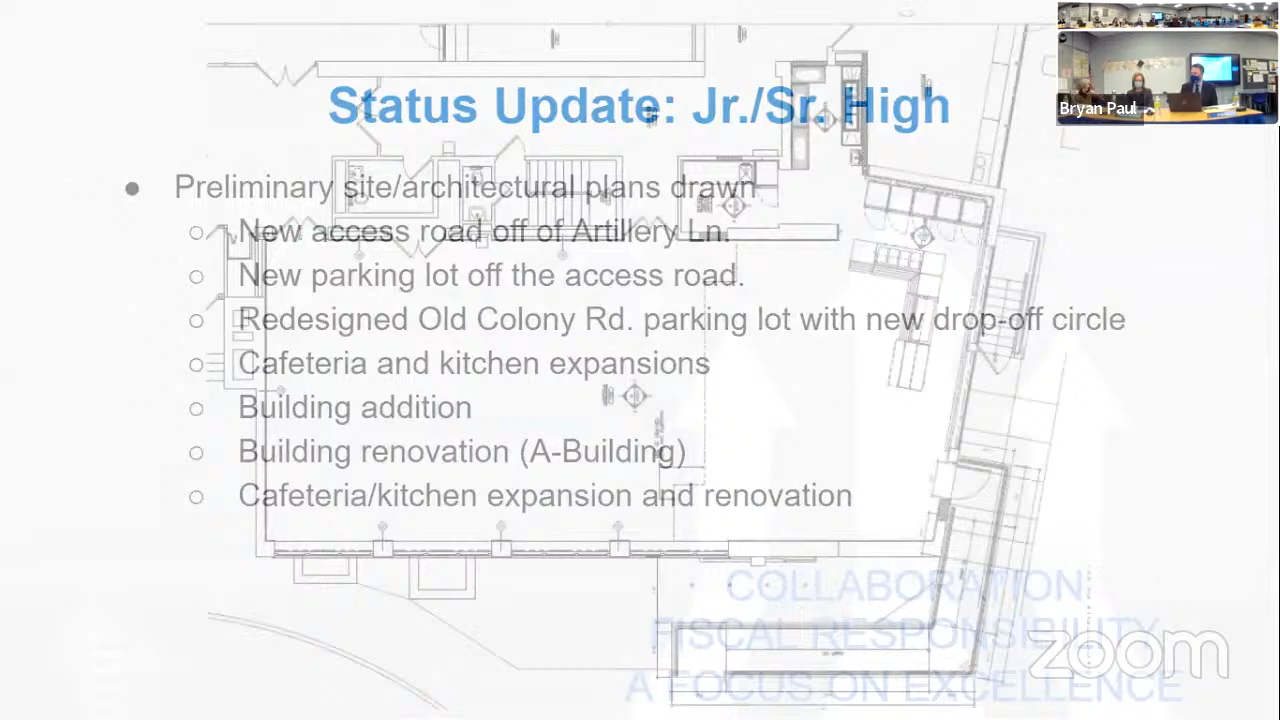 Status Update: Jr./Sr. High
Bryan Paul
● Preliminary site/architectural plans drawn
○ New access road off of Artillery Ln.
○ New parking lot off the access road.
○ Redesigned Old Colony Rd. parking lot with new drop-off circle
○ Cafeteria and kitchen expansions
○ Building addition
○ Building renovation (A-Building)
○ Cafeteria/kitchen expansion and renovation
COLLABORATION
FISCAL RESPONSIBILITY
A FOCUS ON EXCELLENCE
zoom